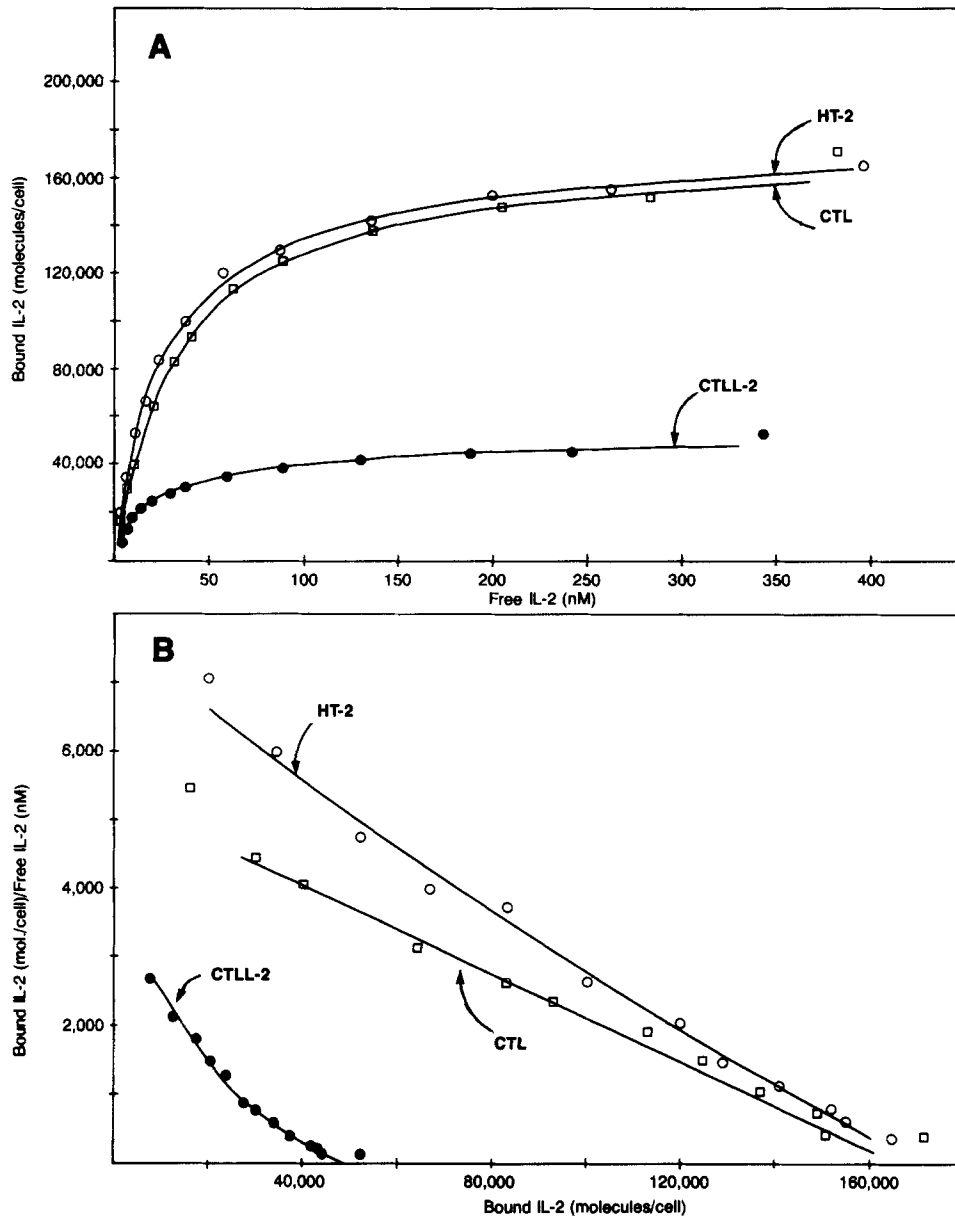 A
200,000
160,000
120,000
80,000
40,000
Bound IL-2 (molecules/cell)
HT-2
CTL
CTLL-2
50
100
150
200
250
300
350
400
Free IL-2 (nM)
B
6,000
4,000
2,000
Bound IL-2 (mol./cell)/Free IL-2 (nM)
HT-2
CTLL-2
CTL
40,000
80,000
120,000
160,000
Bound IL-2 (molecules/cell)